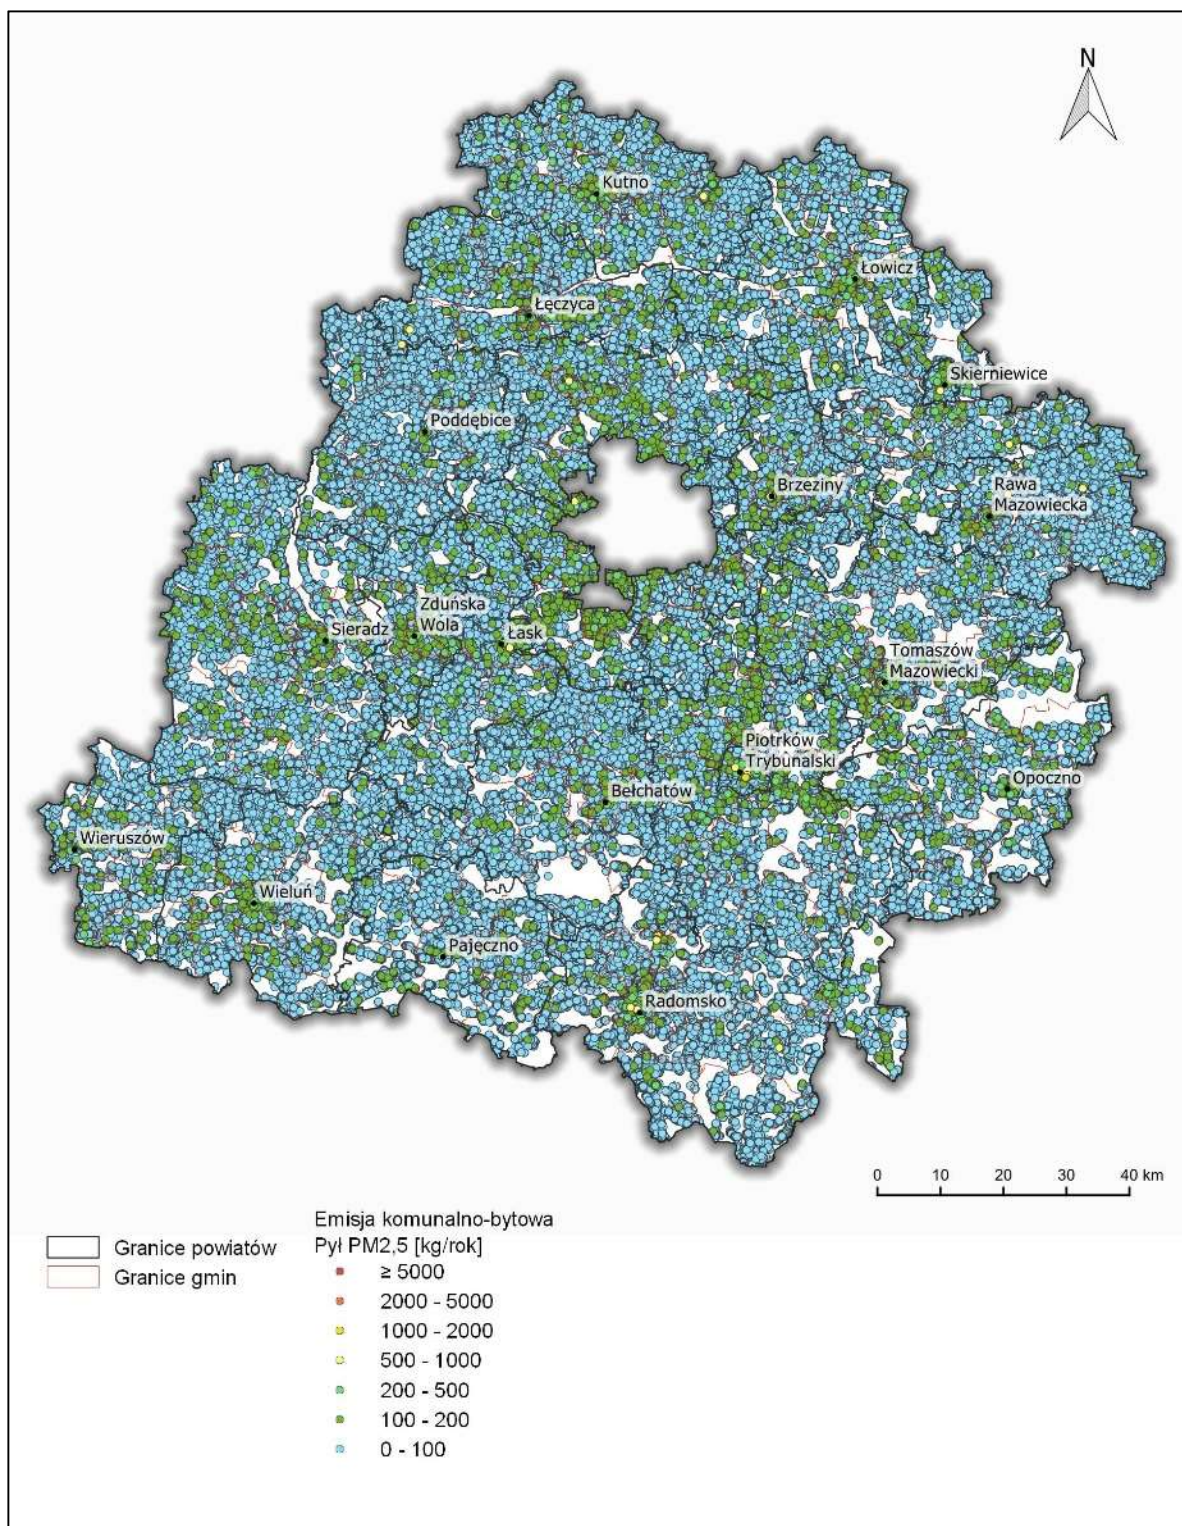 N
Kutno
Łowicz
Łęczyca
Skierniewice
Poddębice
Brzeziny
Rawa
Mazowiecka
Zduńska
Wola
Sieradz
Łask
Tomaszów
Mazowiecki
Piotrków
Trybunalski
Bełchatów
Opoczno
Wieruszów
Wieluń
Pajęczno
Radomsko
0 10 20 30 40 km
Emisja komunalno-bytowa
Pył PM2,5 [kg/rok]
Granice powiatów
Granice gmin
≥ 5000
2000 - 5000
1000 - 2000
500 - 1000
200 - 500
100 - 200
0 - 100